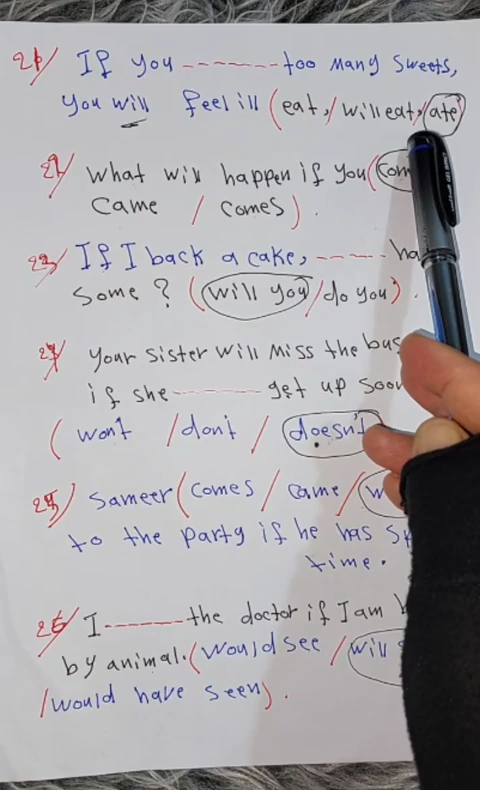 21/ If you ------- too many sweets,
you will feel ill (eat / will eat / ate)
22/ What will happen if you (
came / comes).
23/ If I back a cake, -----
some? (will you / do you).
24/ your sister will miss the bus
if she ------- get up soon
(won't / don't / doesn't
25/ Sameer (comes / came /
to the party if he has
time.
26/ I ------- the doctor if I am
by animal. (would see / will
/would have seen).